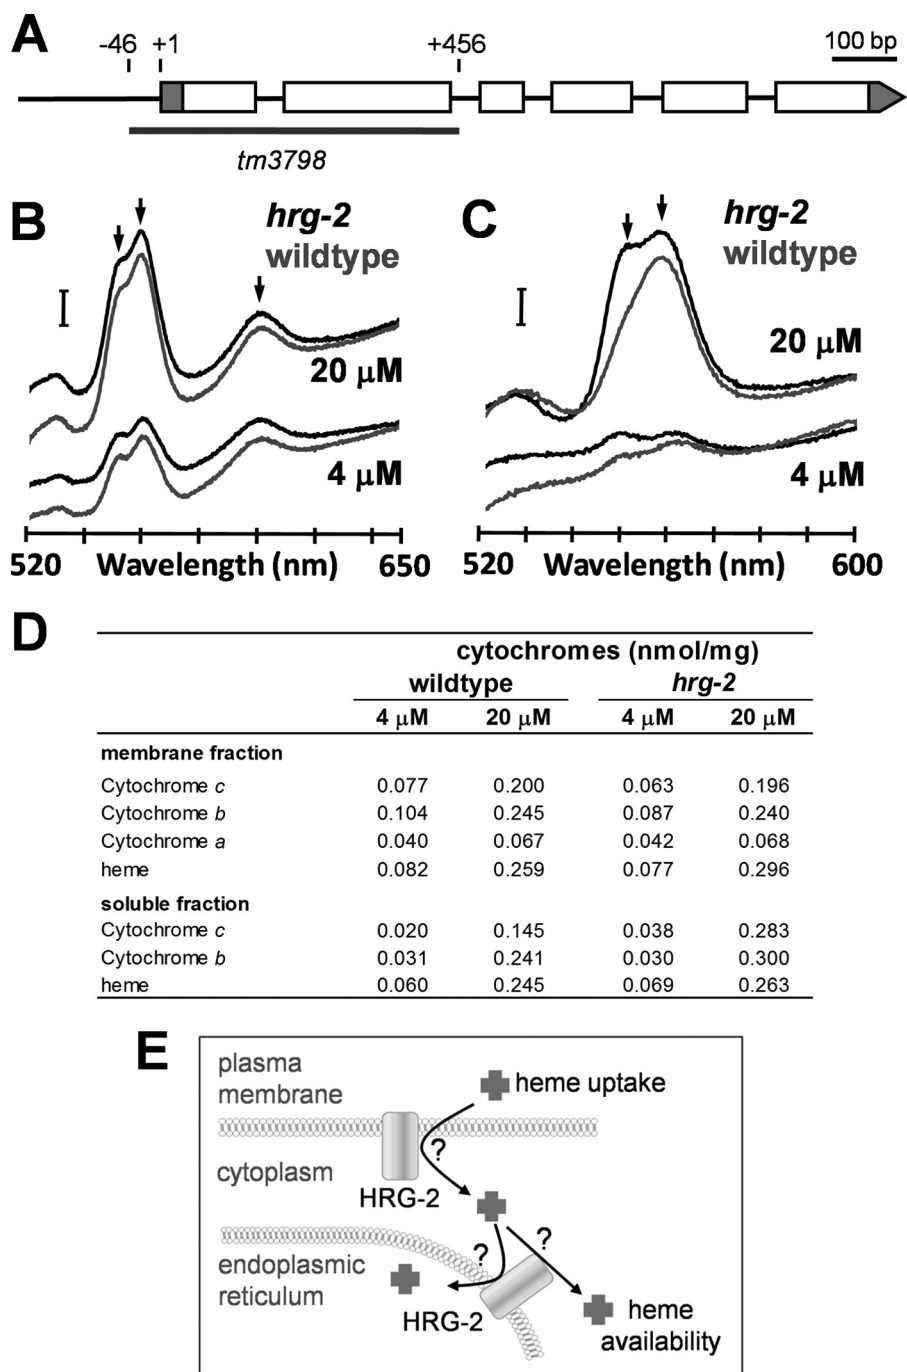 A
-46 +1 +456 100 bp
tm3798
B
hrg-2
wildtype
20 μM
4 μM
520 Wavelength (nm) 650
C
hrg-2
wildtype
20 μM
4 μM
520 Wavelength (nm) 600
D
cytochromes (nmol/mg)
wildtype hrg-2
4 μM 20 μM 4 μM 20 μM
membrane fraction
Cytochrome c 0.077 0.200 0.063 0.196
Cytochrome b 0.104 0.245 0.087 0.240
Cytochrome a 0.040 0.067 0.042 0.068
heme 0.082 0.259 0.077 0.296
soluble fraction
Cytochrome c 0.020 0.145 0.038 0.283
Cytochrome b 0.031 0.241 0.030 0.300
heme 0.060 0.245 0.069 0.263
E
plasma
membrane
heme uptake
?
cytoplasm
HRG-2
? ?
endoplasmic
reticulum
HRG-2
heme
availability